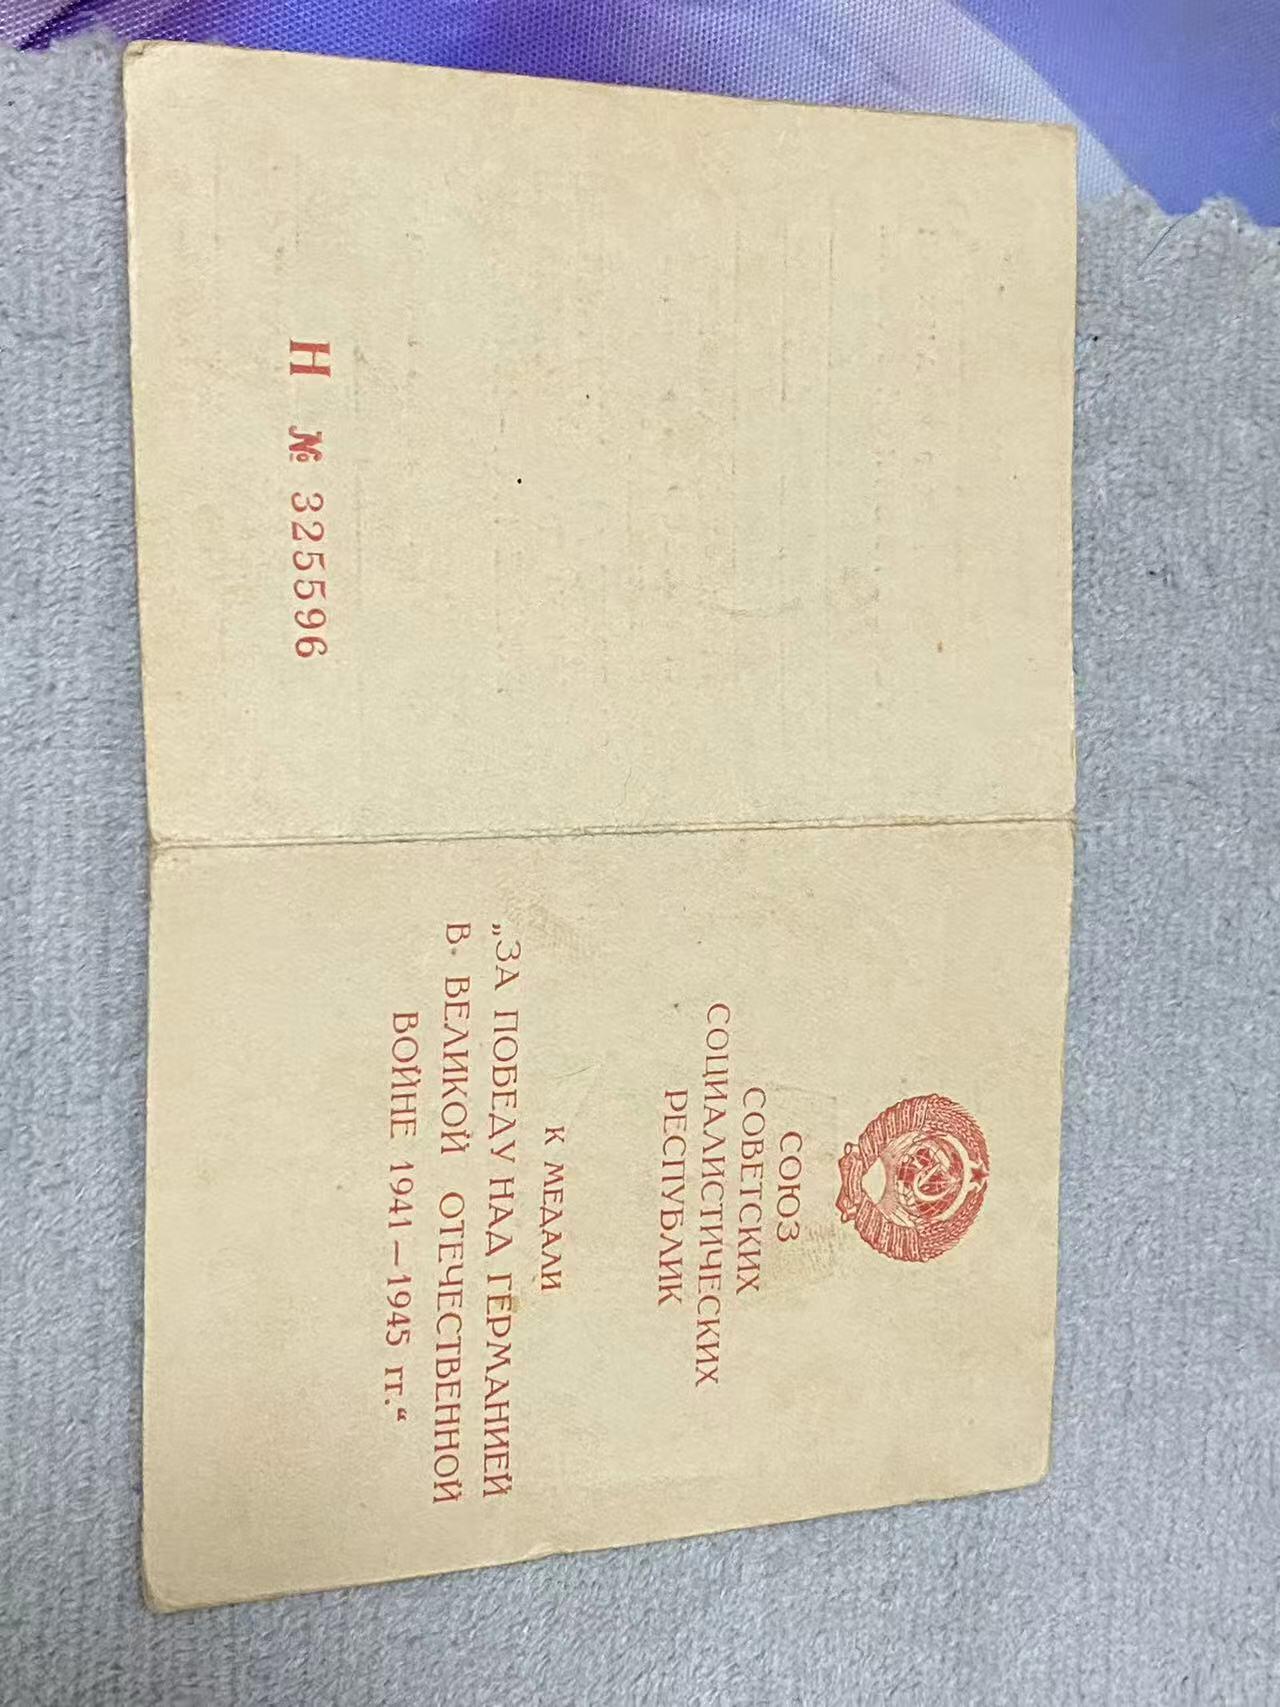 Н № 325596
СОЮЗ
СОВЕТСКИХ
СОЦИАЛИСТИЧЕСКИХ
РЕСПУБЛИК
К МЕДАЛИ
„ЗА ПОБЕДУ НАД ГЕРМАНИЕЙ
В ВЕЛИКОЙ ОТЕЧЕСТВЕННОЙ
ВОЙНЕ 1941—1945 гг.“